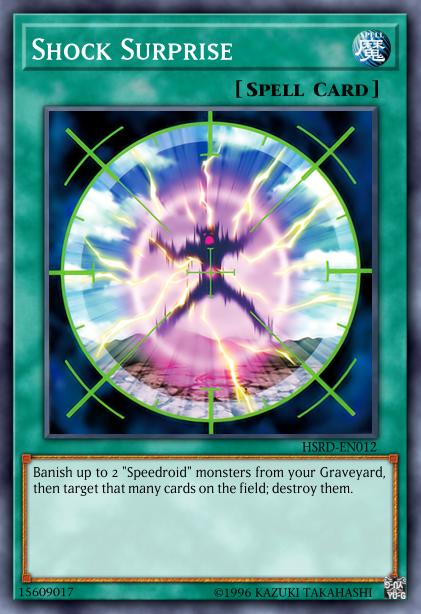 Shock Surprise
SPELL
魔
[ Spell Card ]
HSRD-EN012
Banish up to 2 "Speedroid" monsters from your Graveyard,
then target that many cards on the field; destroy them.
15609017
©1996 KAZUKI TAKAHASHI